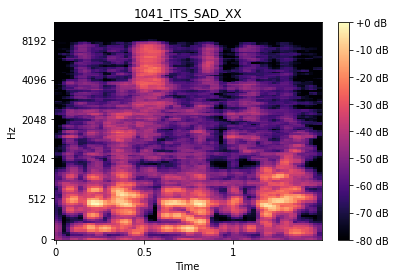 1041_ITS_SAD_XX
Hz
8192
4096
2048
1024
512
0
0
0.5
1
Time
+0 dB
-10 dB
-20 dB
-30 dB
-40 dB
-50 dB
-60 dB
-70 dB
-80 dB